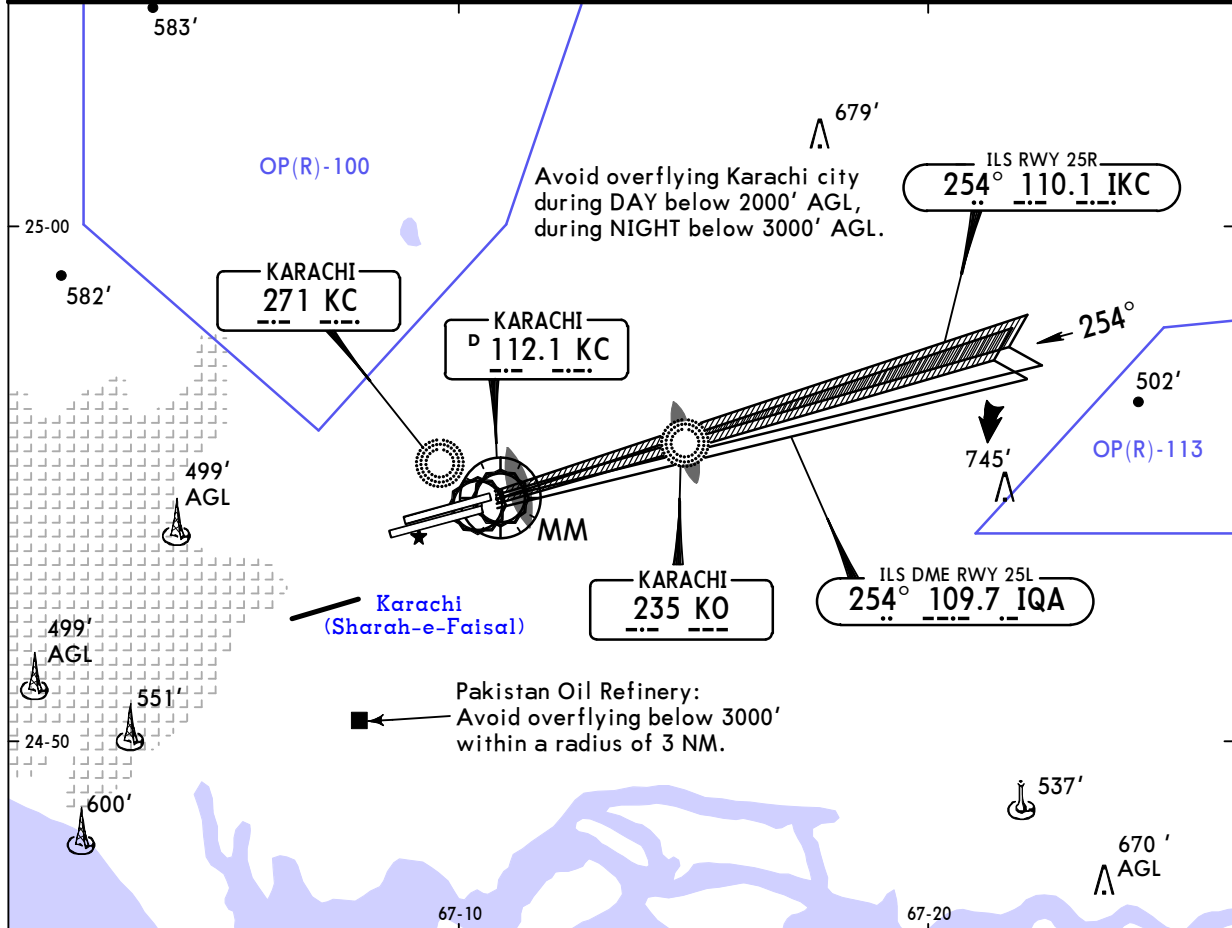 583'
679'
OP(R)-100
Avoid overflying Karachi city
during DAY below 2000' AGL,
during NIGHT below 3000' AGL.
ILS RWY 25R
254° 110.1 IKC
25-00
582'
KARACHI
271 KC
KARACHI
D 112.1 KC
254°
502'
OP(R)-113
745'
499'
AGL
MM
KARACHI
235 KO
ILS DME RWY 25L
254° 109.7 IQA
Karachi
(Sharah-e-Faisal)
499'
AGL
551'
Pakistan Oil Refinery:
Avoid overflying below 3000'
within a radius of 3 NM.
24-50
600'
537'
670 '
AGL
67-10
67-20